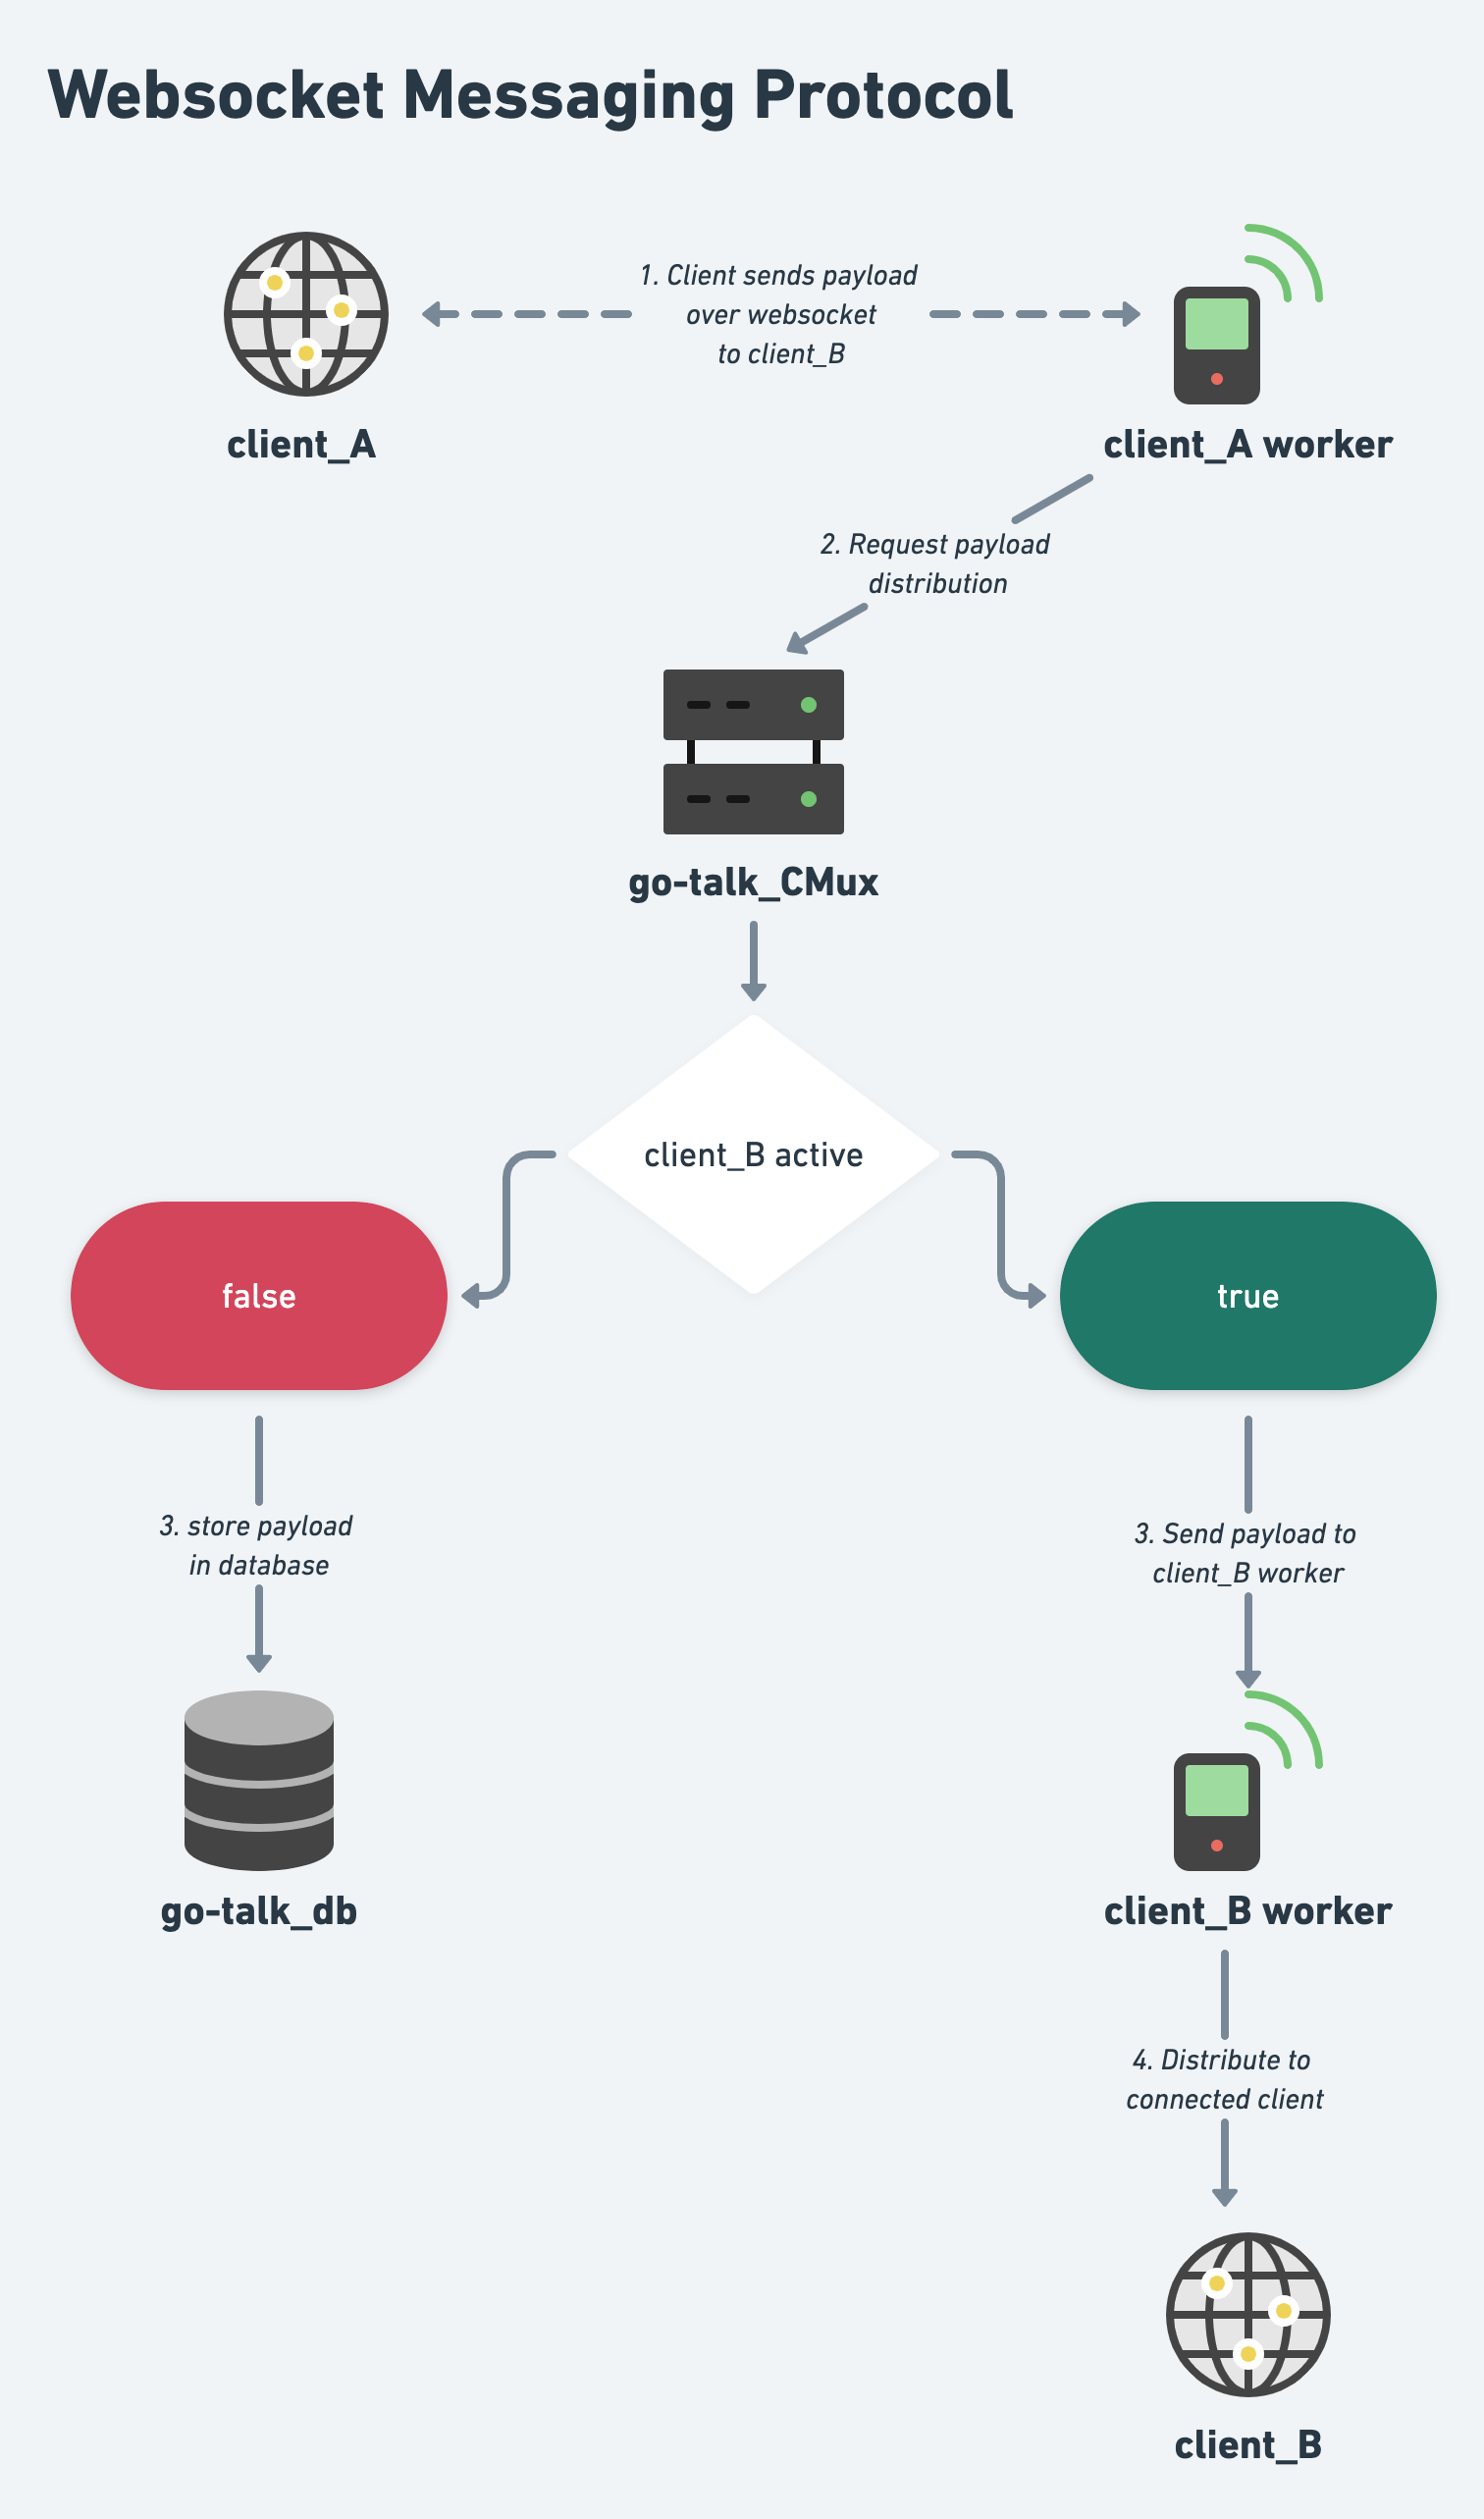 Websocket Messaging Protocol
1. Client sends payload
over websocket
to client_B
client_A
client_A worker
2. Request payload
distribution
go-talk_CMux
client_B active
false
true
3. store payload
in database
3. Send payload to
client_B worker
go-talk_db
client_B worker
4. Distribute to
connected client
client_B